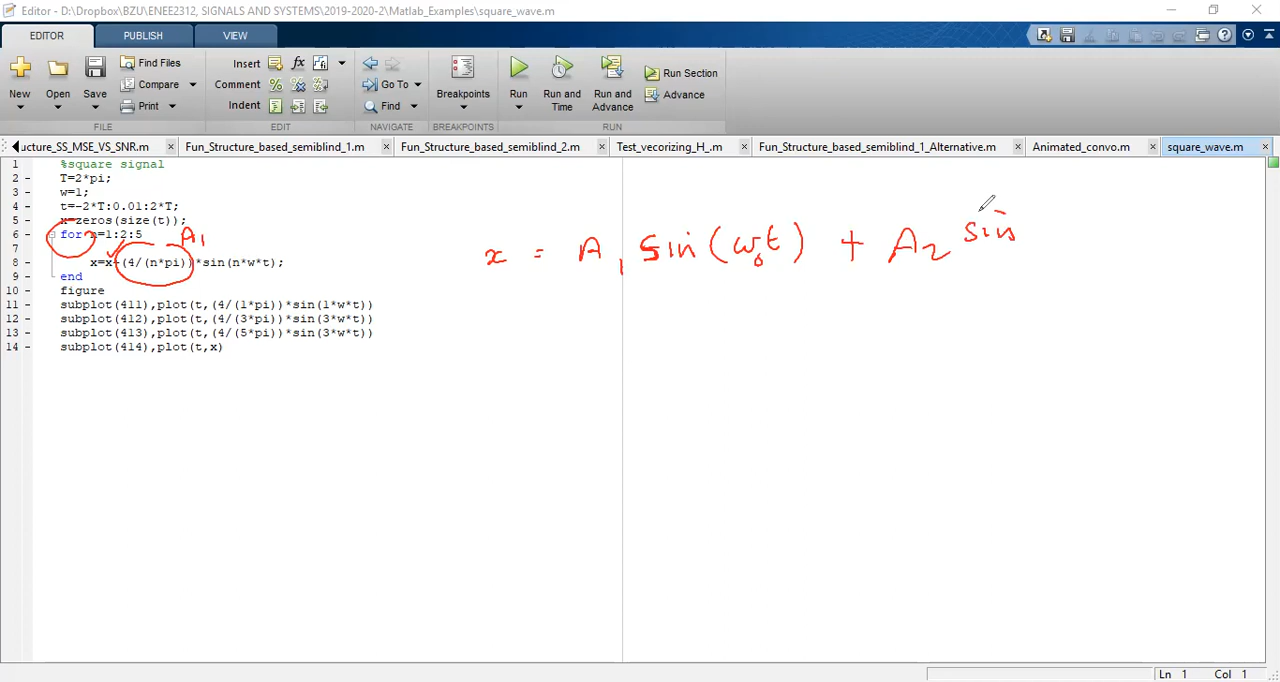 Editor - D:\Dropbox\BZU\ENEE2312, SIGNALS AND SYSTEMS\2019-2020-2\Matlab_Examples\square_wave.m
EDITOR PUBLISH VIEW
New Open Save Find Files Compare Print
Insert fx Comment Indent
Go To Find
Breakpoints
Run Run and Time Run and Advance Run Section Advance
FILE EDIT NAVIGATE BREAKPOINTS RUN
ucture_SS_MSE_VS_SNR.m Fun_Structure_based_semiblind_1.m Fun_Structure_based_semiblind_2.m Test_vecorizing_H_.m Fun_Structure_based_semiblind_1_Alternative.m Animated_convo.m square_wave.m
1 %square signal
2 - T=2*pi;
3 - w=1;
4 - t=-2*T:0.01:2*T;
5 - x=zeros(size(t));
6 - for n=1:2:5
A1
7
8 - x=x+(4/(n*pi))*sin(n*w*t);
9 - end
10 - figure
11 - subplot(411),plot(t,(4/(1*pi))*sin(1*w*t))
12 - subplot(412),plot(t,(4/(3*pi))*sin(3*w*t))
13 - subplot(413),plot(t,(4/(5*pi))*sin(3*w*t))
14 - subplot(414),plot(t,x)
x = A1 sin(ω0t) + A2 sin
Ln 1 Col 1